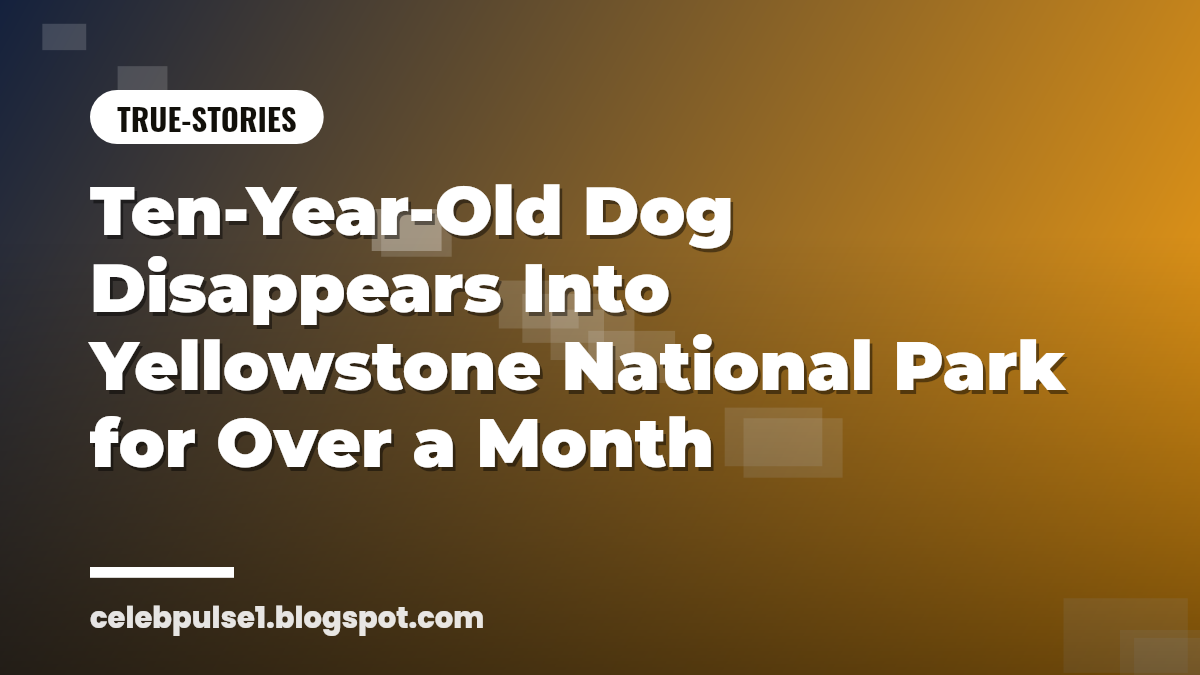 TRUE-STORIES
Ten-Year-Old Dog
Disappears Into
Yellowstone National Park
for Over a Month
celebpulse1.blogspot.com